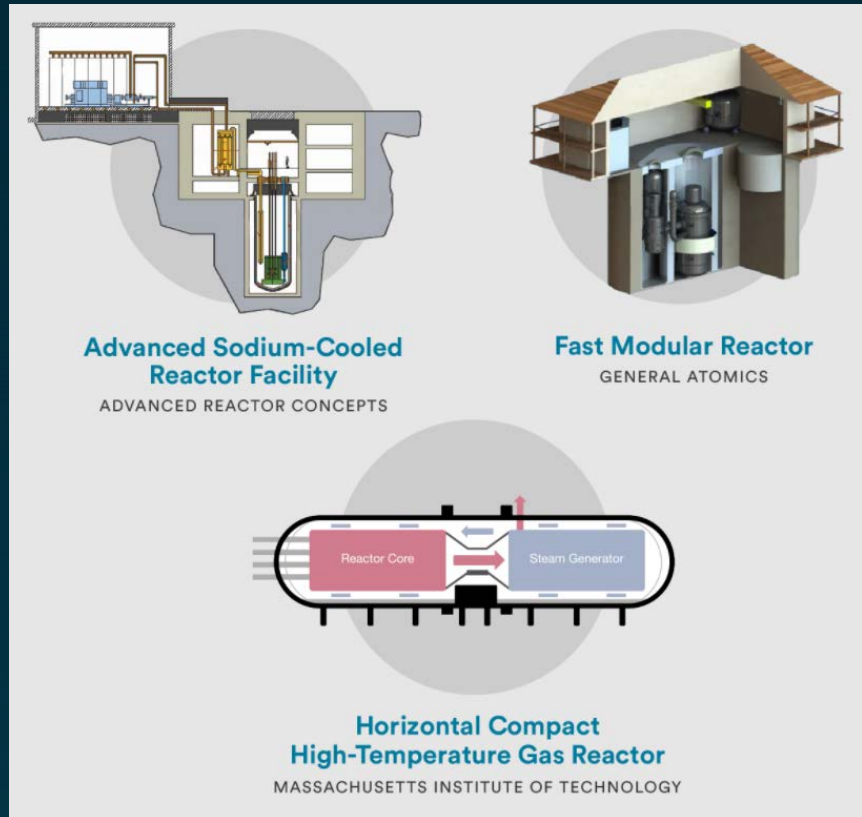 Advanced Sodium-Cooled
Reactor Facility
ADVANCED REACTOR CONCEPTS
Fast Modular Reactor
GENERAL ATOMICS
Reactor Core
Steam Generator
Horizontal Compact
High-Temperature Gas Reactor
MASSACHUSETTS INSTITUTE OF TECHNOLOGY